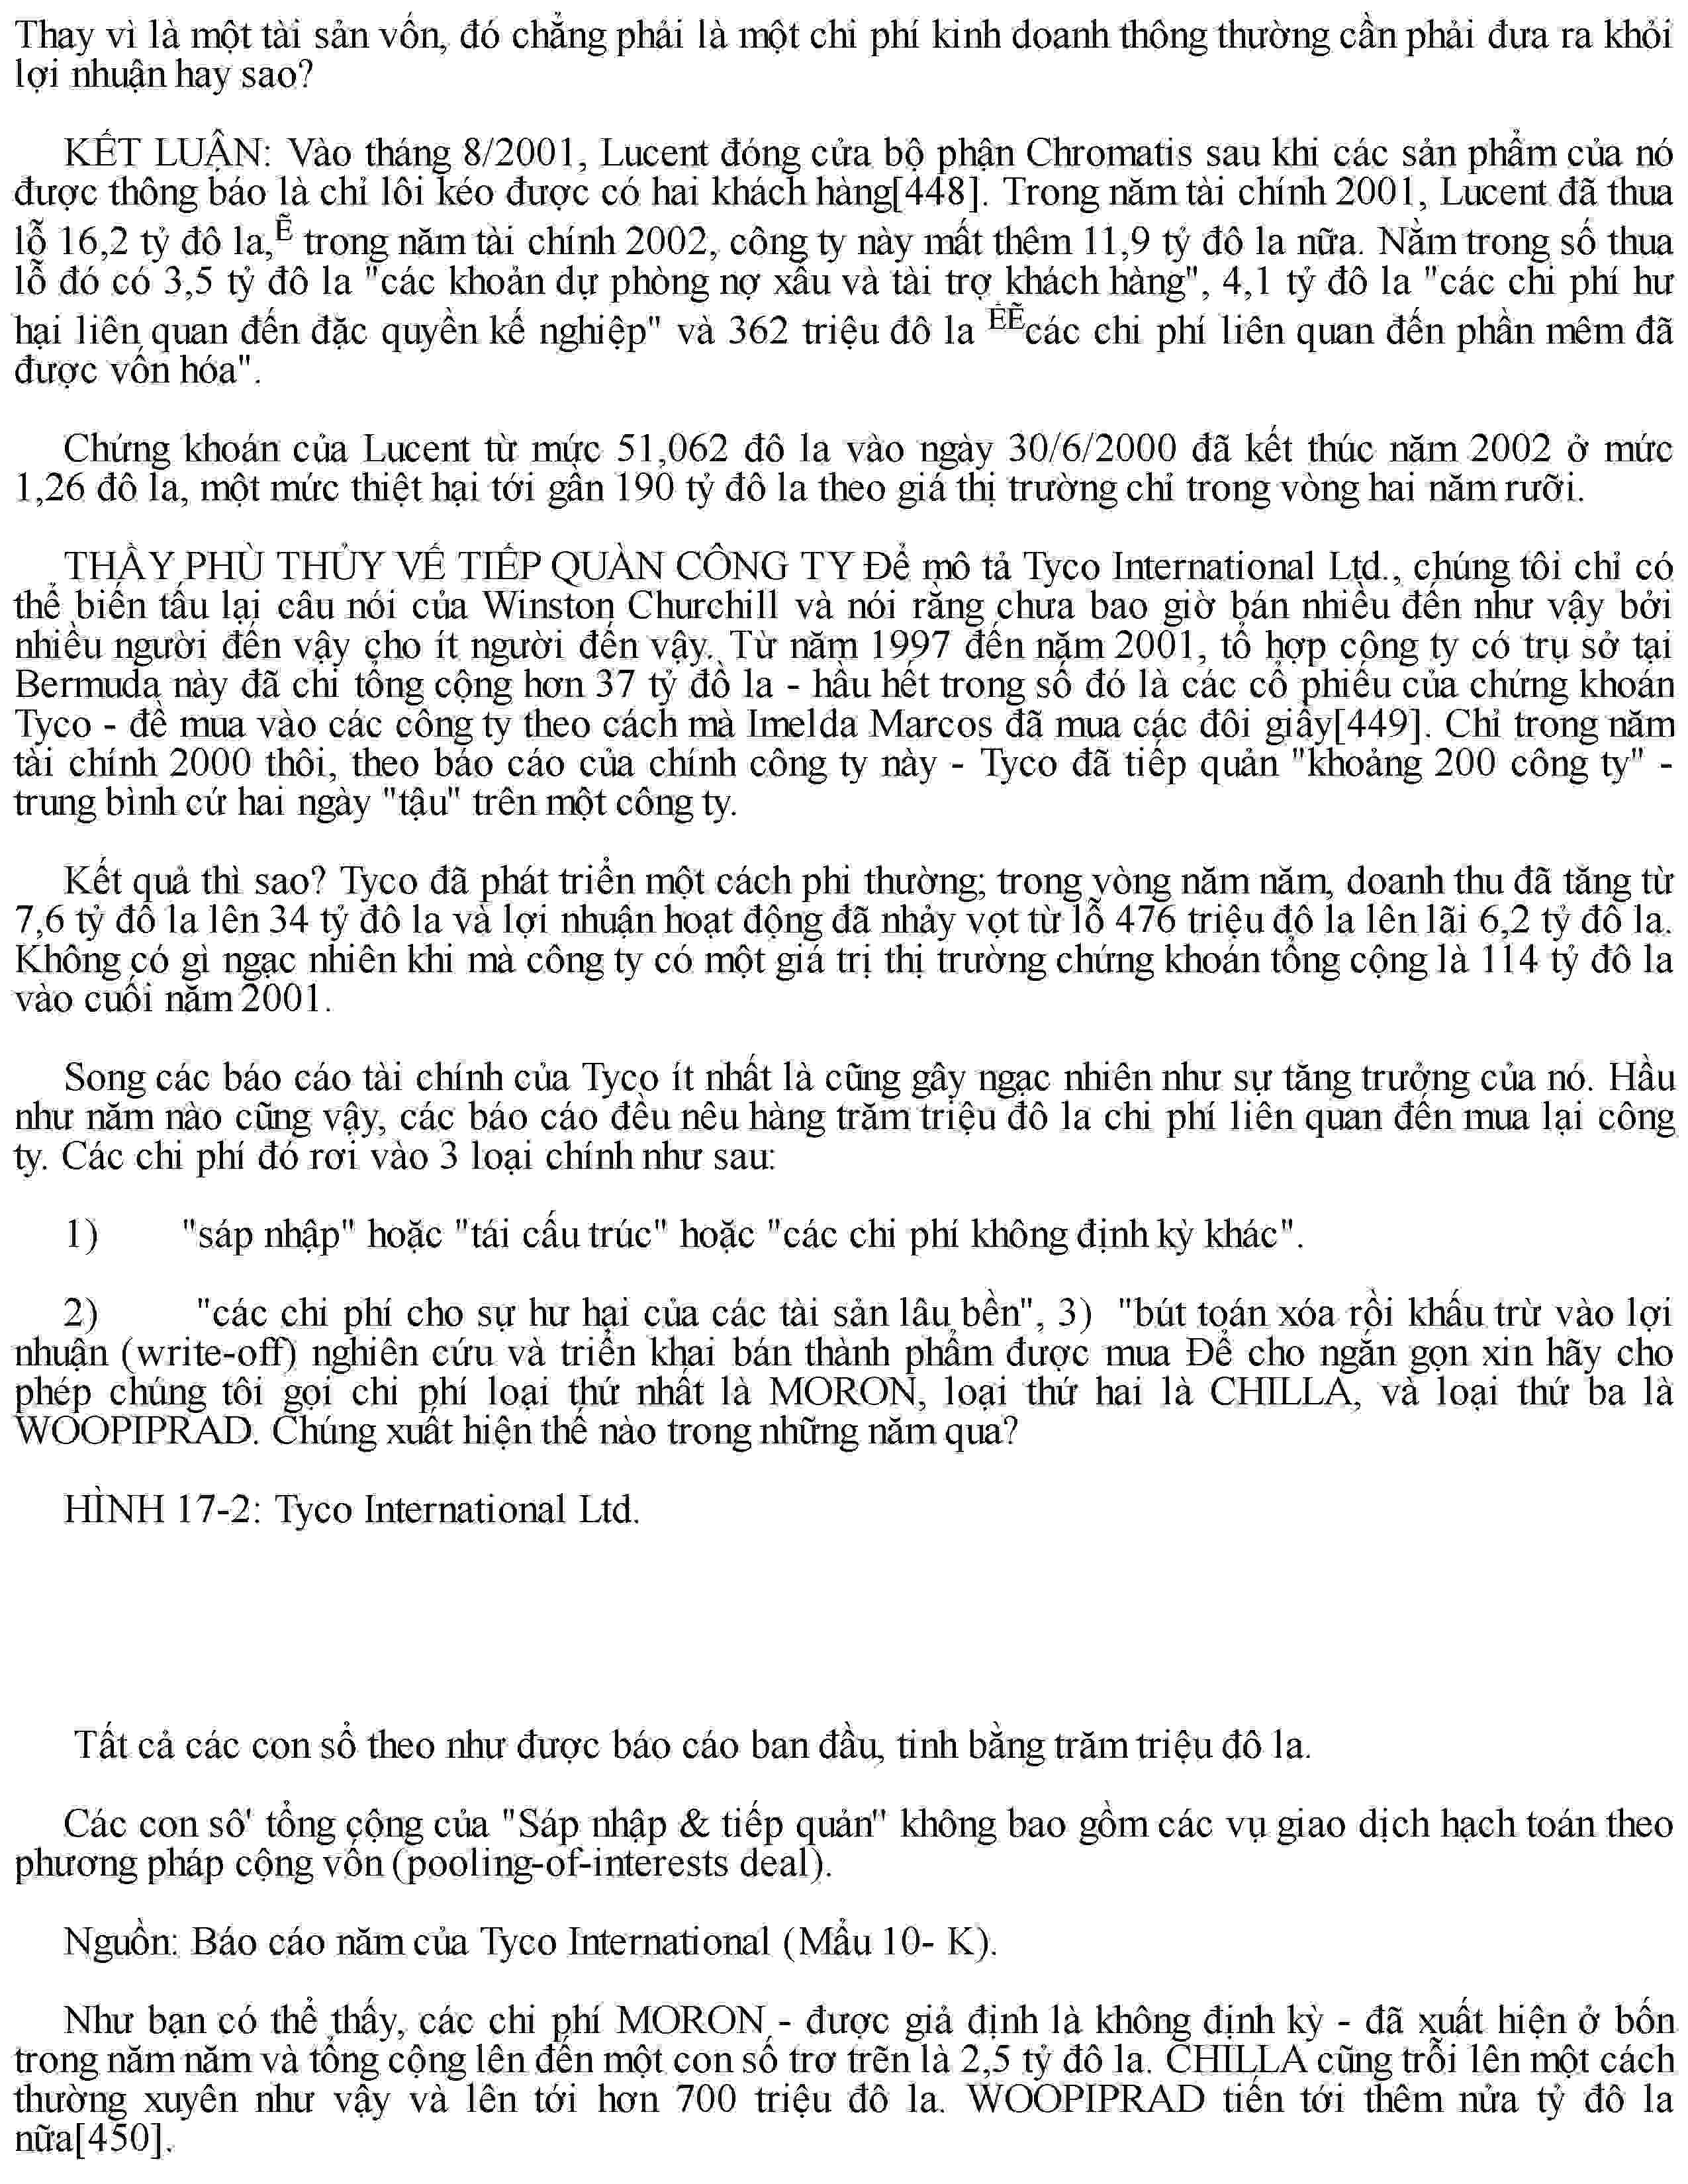 Thay vì là một tài sản vốn, đó chẳng phải là một chi phí kinh doanh thông thường cần phải đưa ra khỏi
lợi nhuận hay sao?
KẾT LUẬN: Vào tháng 8/2001, Lucent đóng cửa bộ phận Chromatis sau khi các sản phẩm của nó
được thông báo là chỉ lôi kéo được có hai khách hàng[448]. Trong năm tài chính 2001, Lucent đã thua
lỗ 16,2 tỷ đô la,Ẽ trong năm tài chính 2002, công ty này mất thêm 11,9 tỷ đô la nữa. Nằm trong số thua
lỗ đó có 3,5 tỷ đô la "các khoản dự phòng nợ xấu và tài trợ khách hàng", 4,1 tỷ đô la "các chi phí hư
hại liên quan đến đặc quyền kế nghiệp" và 362 triệu đô la ÉẼcác chi phí liên quan đến phần mêm đã
được vốn hóa".
Chứng khoán của Lucent từ mức 51,062 đô la vào ngày 30/6/2000 đã kết thúc năm 2002 ở mức
1,26 đô la, một mức thiệt hại tới gần 190 tỷ đô la theo giá thị trường chỉ trong vòng hai năm rưỡi.
THẦY PHÙ THỦY VỀ TIẾP QUÀN CÔNG TY Để mô tả Tyco International Ltd., chúng tôi chỉ có
thể biến tấu lại câu nói của Winston Churchill và nói rằng chưa bao giờ bán nhiều đến như vậy bởi
nhiều người đến vậy cho ít người đến vậy. Từ năm 1997 đến năm 2001, tổ hợp công ty có trụ sở tại
Bermuda này đã chi tổng cộng hơn 37 tỷ đồ la - hầu hết trong số đó là các cổ phiếu của chứng khoán
Tyco - để mua vào các công ty theo cách mà Imelda Marcos đã mua các đôi giầy[449]. Chỉ trong năm
tài chính 2000 thôi, theo báo cáo của chính công ty này - Tyco đã tiếp quản "khoảng 200 công ty" -
trung bình cứ hai ngày "tậu" trên một công ty.
Kết quả thì sao? Tyco đã phát triển một cách phi thường; trong vòng năm năm, doanh thu đã tăng từ
7,6 tỷ đô la lên 34 tỷ đô la và lợi nhuận hoạt động đã nhảy vọt từ lỗ 476 triệu đô la lên lãi 6,2 tỷ đô la.
Không có gì ngạc nhiên khi mà công ty có một giá trị thị trường chứng khoán tổng cộng là 114 tỷ đô la
vào cuối năm 2001.
Song các báo cáo tài chính của Tyco ít nhất là cũng gây ngạc nhiên như sự tăng trưởng của nó. Hầu
như năm nào cũng vậy, các báo cáo đều nêu hàng trăm triệu đô la chi phí liên quan đến mua lại công
ty. Các chi phí đó rơi vào 3 loại chính như sau:
1) "sáp nhập" hoặc "tái cấu trúc" hoặc "các chi phí không định kỳ khác".
2) "các chi phí cho sự hư hại của các tài sản lâu bền", 3) "bút toán xóa rồi khấu trừ vào lợi
nhuận (write-off) nghiên cứu và triển khai bán thành phẩm được mua Để cho ngắn gọn xin hãy cho
phép chúng tôi gọi chi phí loại thứ nhất là MORON, loại thứ hai là CHILLA, và loại thứ ba là
WOOPIPRAD. Chúng xuất hiện thế nào trong những năm qua?
HÌNH 17-2: Tyco International Ltd.
Tất cả các con sổ theo như được báo cáo ban đầu, tinh bằng trăm triệu đô la.
Các con sô' tổng cộng của "Sáp nhập & tiếp quản" không bao gồm các vụ giao dịch hạch toán theo
phương pháp cộng vốn (pooling-of-interests deal).
Nguồn: Báo cáo năm của Tyco International (Mẩu 10- K).
Như bạn có thể thấy, các chi phí MORON - được giả định là không định kỳ - đã xuất hiện ở bốn
trong năm năm và tổng cộng lên đến một con số trơ trẽn là 2,5 tỷ đô la. CHILLA cũng trỗi lên một cách
thường xuyên như vậy và lên tới hơn 700 triệu đô la. WOOPIPRAD tiến tới thêm nửa tỷ đô la
nữa[450].